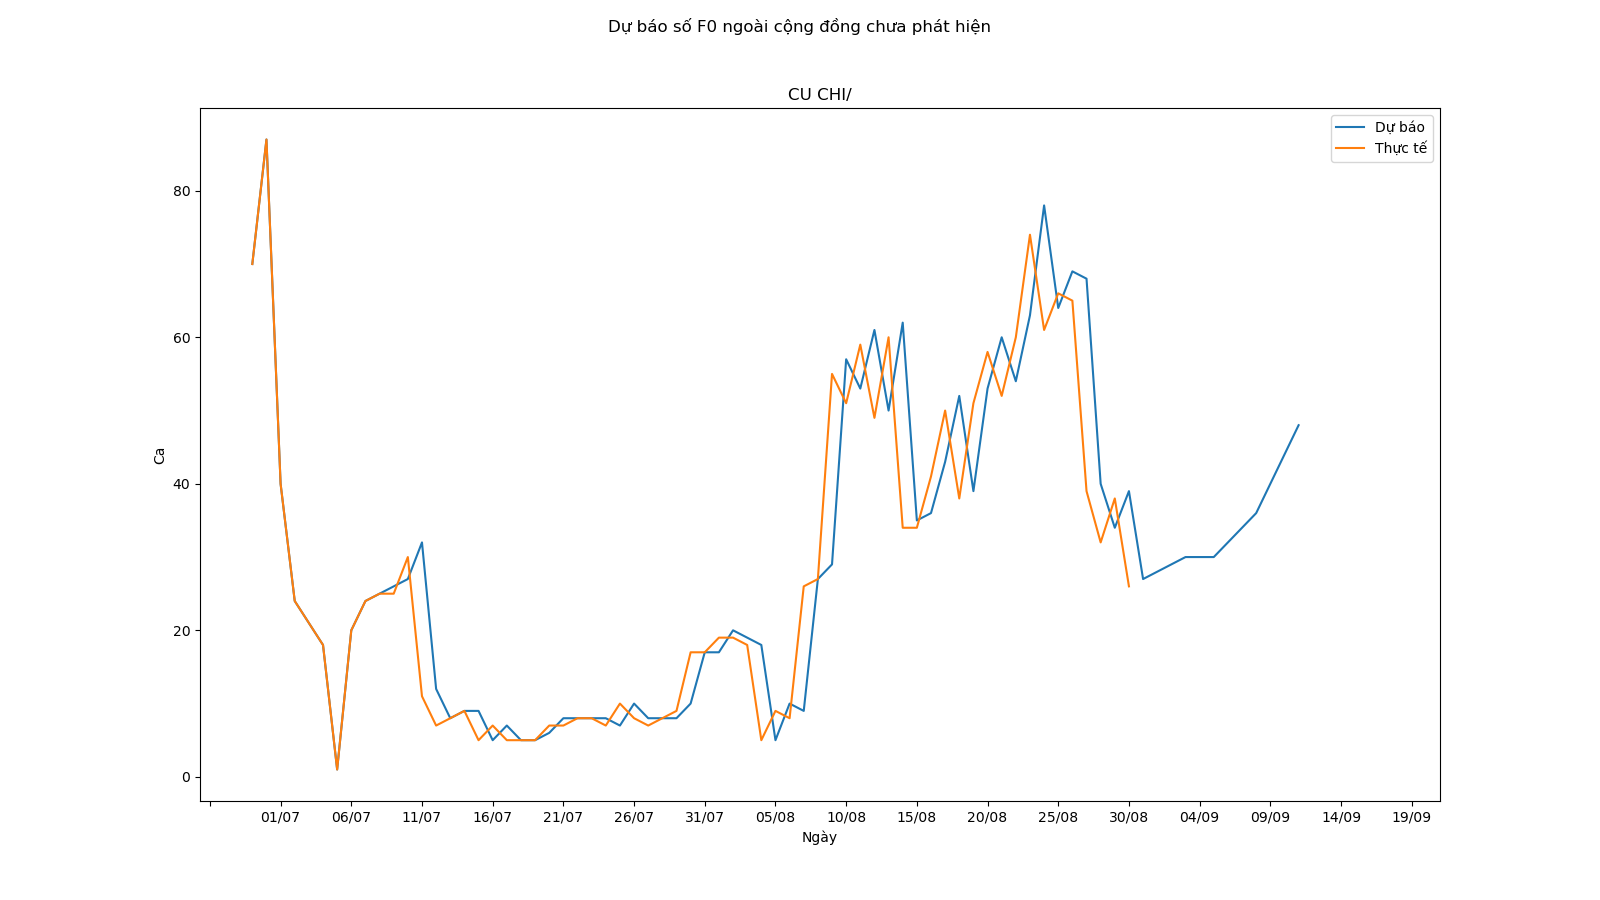 Dự báo số F0 ngoài cộng đồng chưa phát hiện
CU CHI/
Dự báo
Thực tế
80
60
40
20
0
Ca
01/07 06/07 11/07 16/07 21/07 26/07 31/07 05/08 10/08 15/08 20/08 25/08 30/08 04/09 09/09 14/09 19/09
Ngày